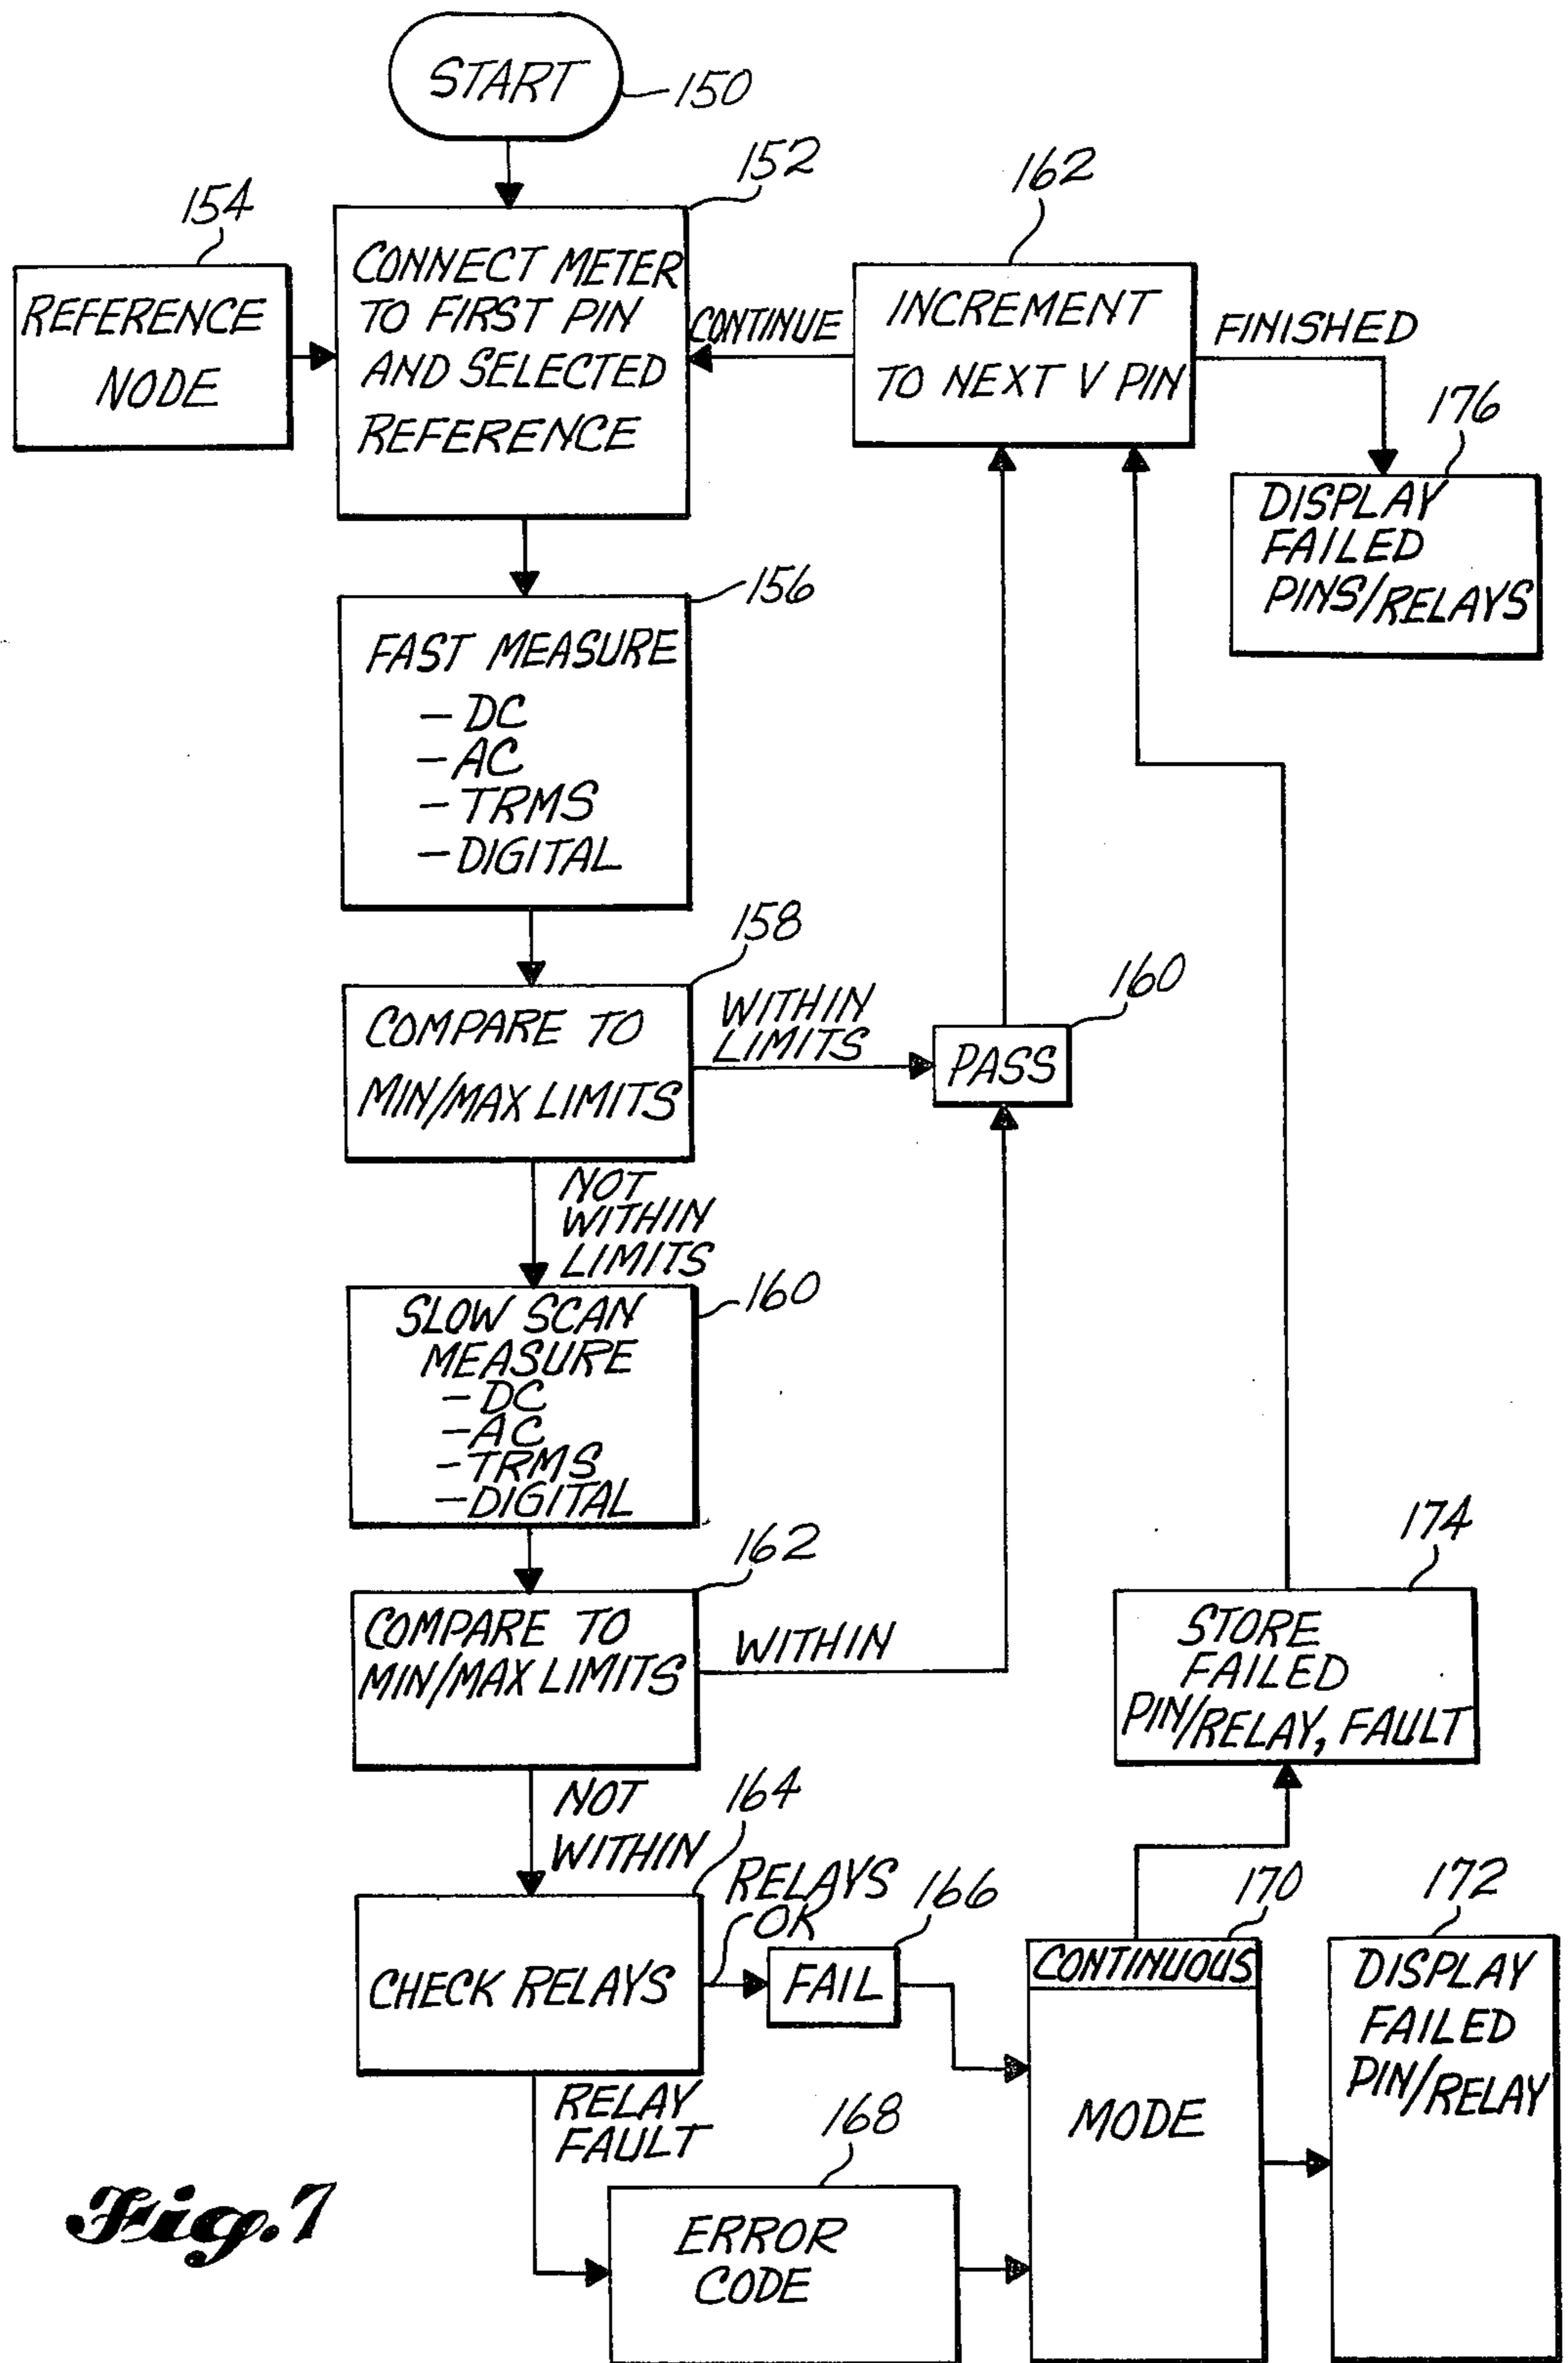 START
150
152
162
154
CONNECT METER
TO FIRST PIN
AND SELECTED
REFERENCE
REFERENCE
NODE
CONTINUE
INCREMENT
TO NEXT V PIN
FINISHED
176
DISPLAY
FAILED
PINS/RELAYS
156
FAST MEASURE
- DC
- AC
- TRMS
- DIGITAL
158
COMPARE TO
MIN/MAX LIMITS
WITHIN
LIMITS
160
PASS
NOT
WITHIN
LIMITS
160
SLOW SCAN
MEASURE
- DC
- AC
- TRMS
- DIGITAL
162
COMPARE TO
MIN/MAX LIMITS
WITHIN
174
STORE
FAILED
PIN/RELAY, FAULT
NOT
WITHIN
164
CHECK RELAYS
RELAYS
OK
166
FAIL
170
CONTINUOUS
MODE
172
DISPLAY
FAILED
PIN/RELAY
RELAY
FAULT
168
ERROR
CODE
Fig.7